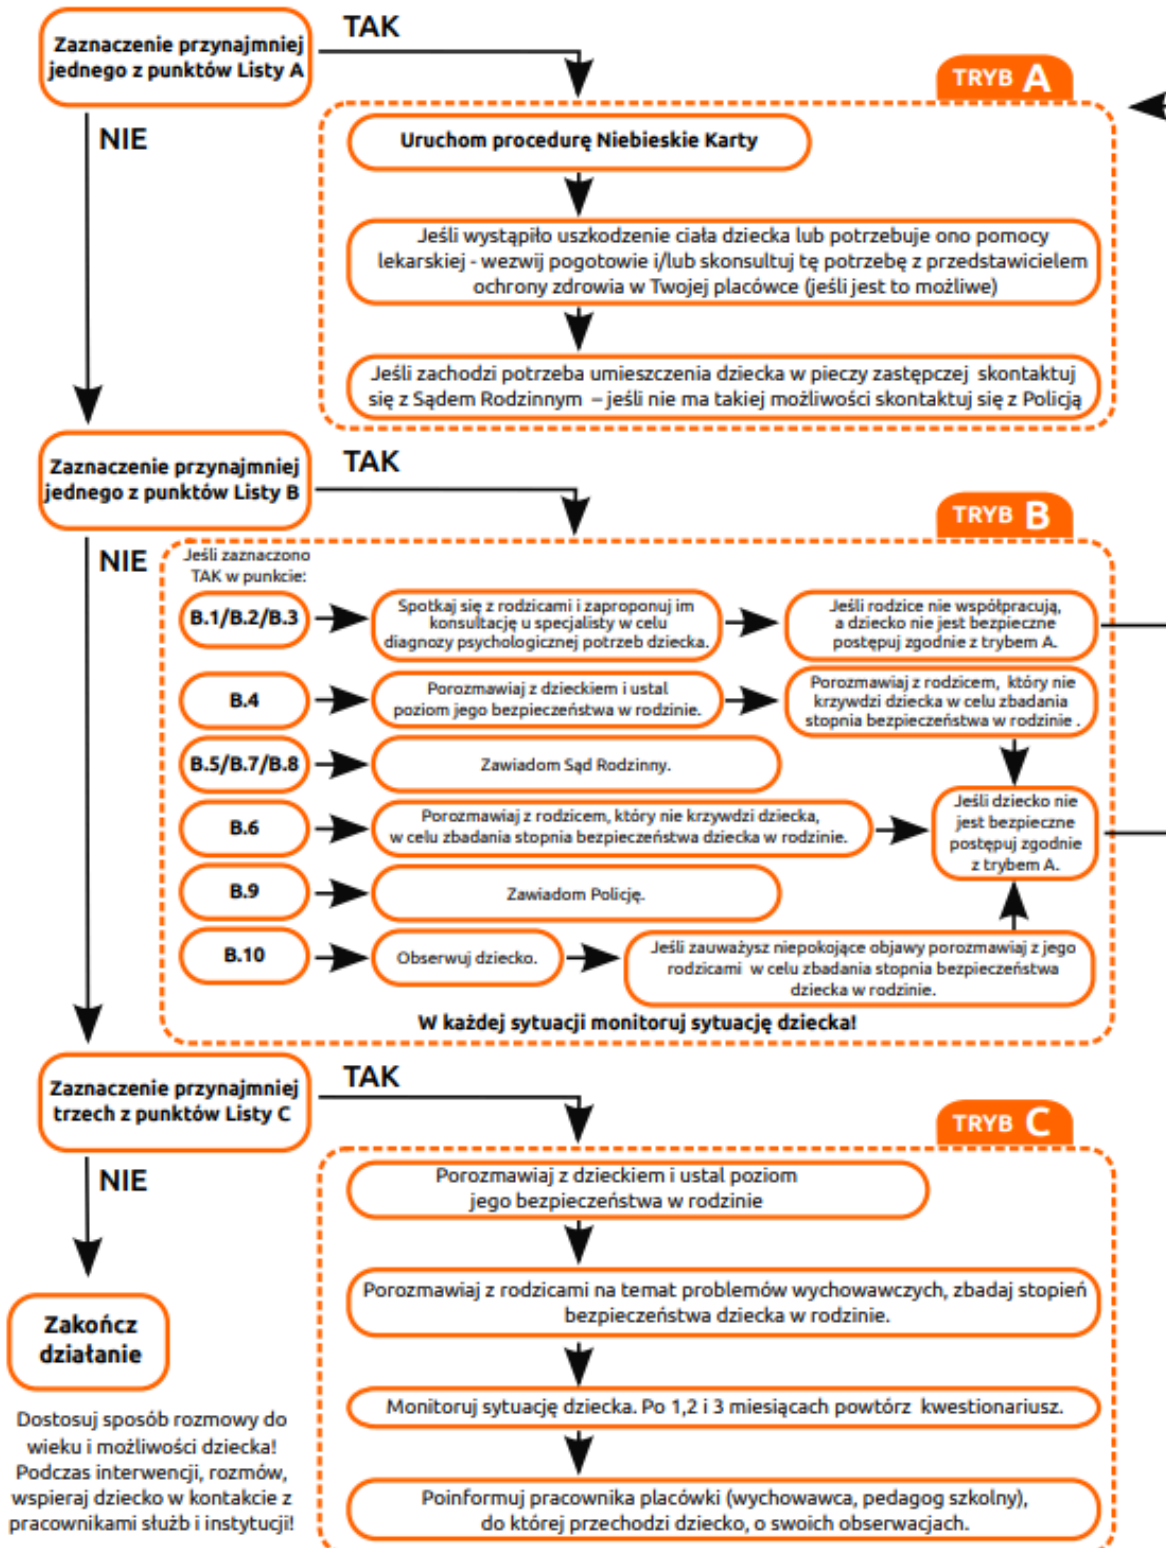 Zaznaczenie przynajmniej
jednego z punktów Listy A
TAK
NIE
TRYB A
Uruchom procedurę Niebieskie Karty
Jeśli wystąpiło uszkodzenie ciała dziecka lub potrzebuje ono pomocy
lekarskiej - wezwij pogotowie i/lub skonsultuj tę potrzebę z przedstawicielem
ochrony zdrowia w Twojej placówce (jeśli jest to możliwe)
Jeśli zachodzi potrzeba umieszczenia dziecka w pieczy zastępczej skontaktuj
się z Sądem Rodzinnym – jeśli nie ma takiej możliwości skontaktuj się z Policją
Zaznaczenie przynajmniej
jednego z punktów Listy B
TAK
NIE
TRYB B
Jeśli zaznaczono
TAK w punkcie:
B.1/B.2/B.3
Spotkaj się z rodzicami i zaproponuj im
konsultację u specjalisty w celu
diagnozy psychologicznej potrzeb dziecka.
Jeśli rodzice nie współpracują,
a dziecko nie jest bezpieczne
postępuj zgodnie z trybem A.
B.4
Porozmawiaj z dzieckiem i ustal
poziom jego bezpieczeństwa w rodzinie.
Porozmawiaj z rodzicem, który nie
krzywdzi dziecka w celu zbadania
stopnia bezpieczeństwa w rodzinie .
B.5/B.7/B.8
Zawiadom Sąd Rodzinny.
B.6
Porozmawiaj z rodzicem, który nie krzywdzi dziecka,
w celu zbadania stopnia bezpieczeństwa dziecka w rodzinie.
Jeśli dziecko nie
jest bezpieczne
postępuj zgodnie
z trybem A.
B.9
Zawiadom Policję.
B.10
Obserwuj dziecko.
Jeśli zauważysz niepokojące objawy porozmawiaj z jego
rodzicami w celu zbadania stopnia bezpieczeństwa
dziecka w rodzinie.
W każdej sytuacji monitoruj sytuację dziecka!
Zaznaczenie przynajmniej
trzech z punktów Listy C
TAK
NIE
TRYB C
Porozmawiaj z dzieckiem i ustal poziom
jego bezpieczeństwa w rodzinie
Porozmawiaj z rodzicami na temat problemów wychowawczych, zbadaj stopień
bezpieczeństwa dziecka w rodzinie.
Monitoruj sytuację dziecka. Po 1,2 i 3 miesiącach powtórz kwestionariusz.
Poinformuj pracownika placówki (wychowawca, pedagog szkolny),
do której przechodzi dziecko, o swoich obserwacjach.
Zakończ
działanie
Dostosuj sposób rozmowy do
wieku i możliwości dziecka!
Podczas interwencji, rozmów,
wspieraj dziecko w kontakcie z
pracownikami służb i instytucji!